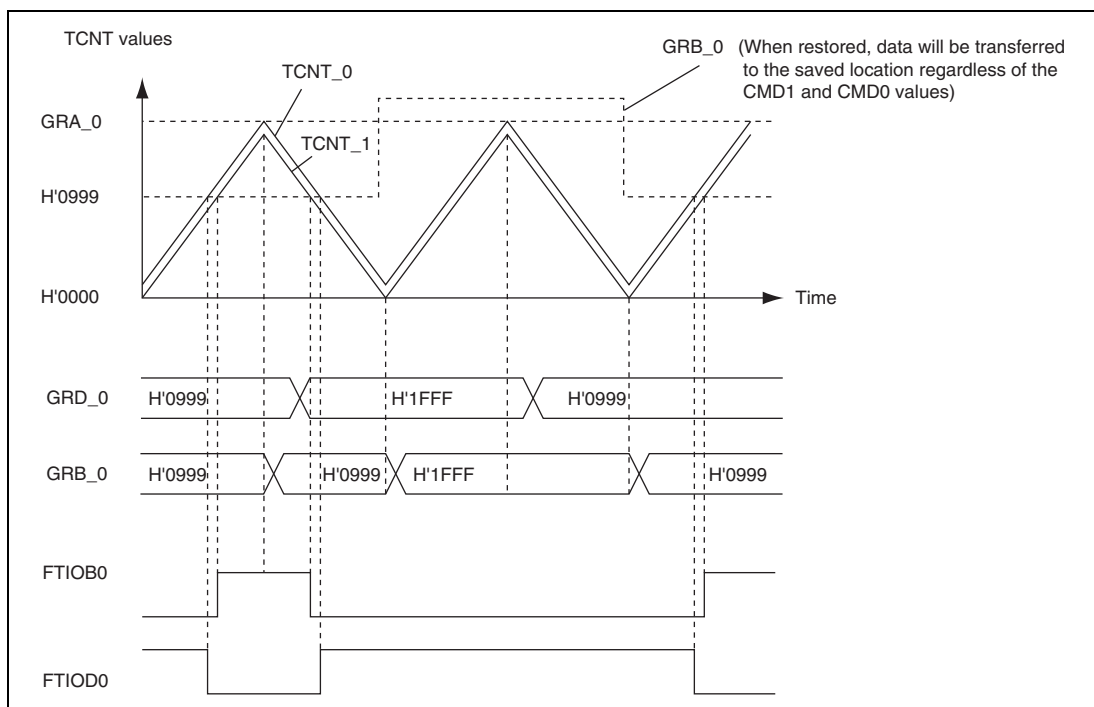 TCNT values
GRB_0 (When restored, data will be transferred
to the saved location regardless of the
CMD1 and CMD0 values)
TCNT_0
GRA_0
TCNT_1
H'0999
H'0000
Time
GRD_0 H'0999 H'1FFF H'0999
GRB_0 H'0999 H'0999 H'1FFF H'0999
FTIOB0
FTIOD0